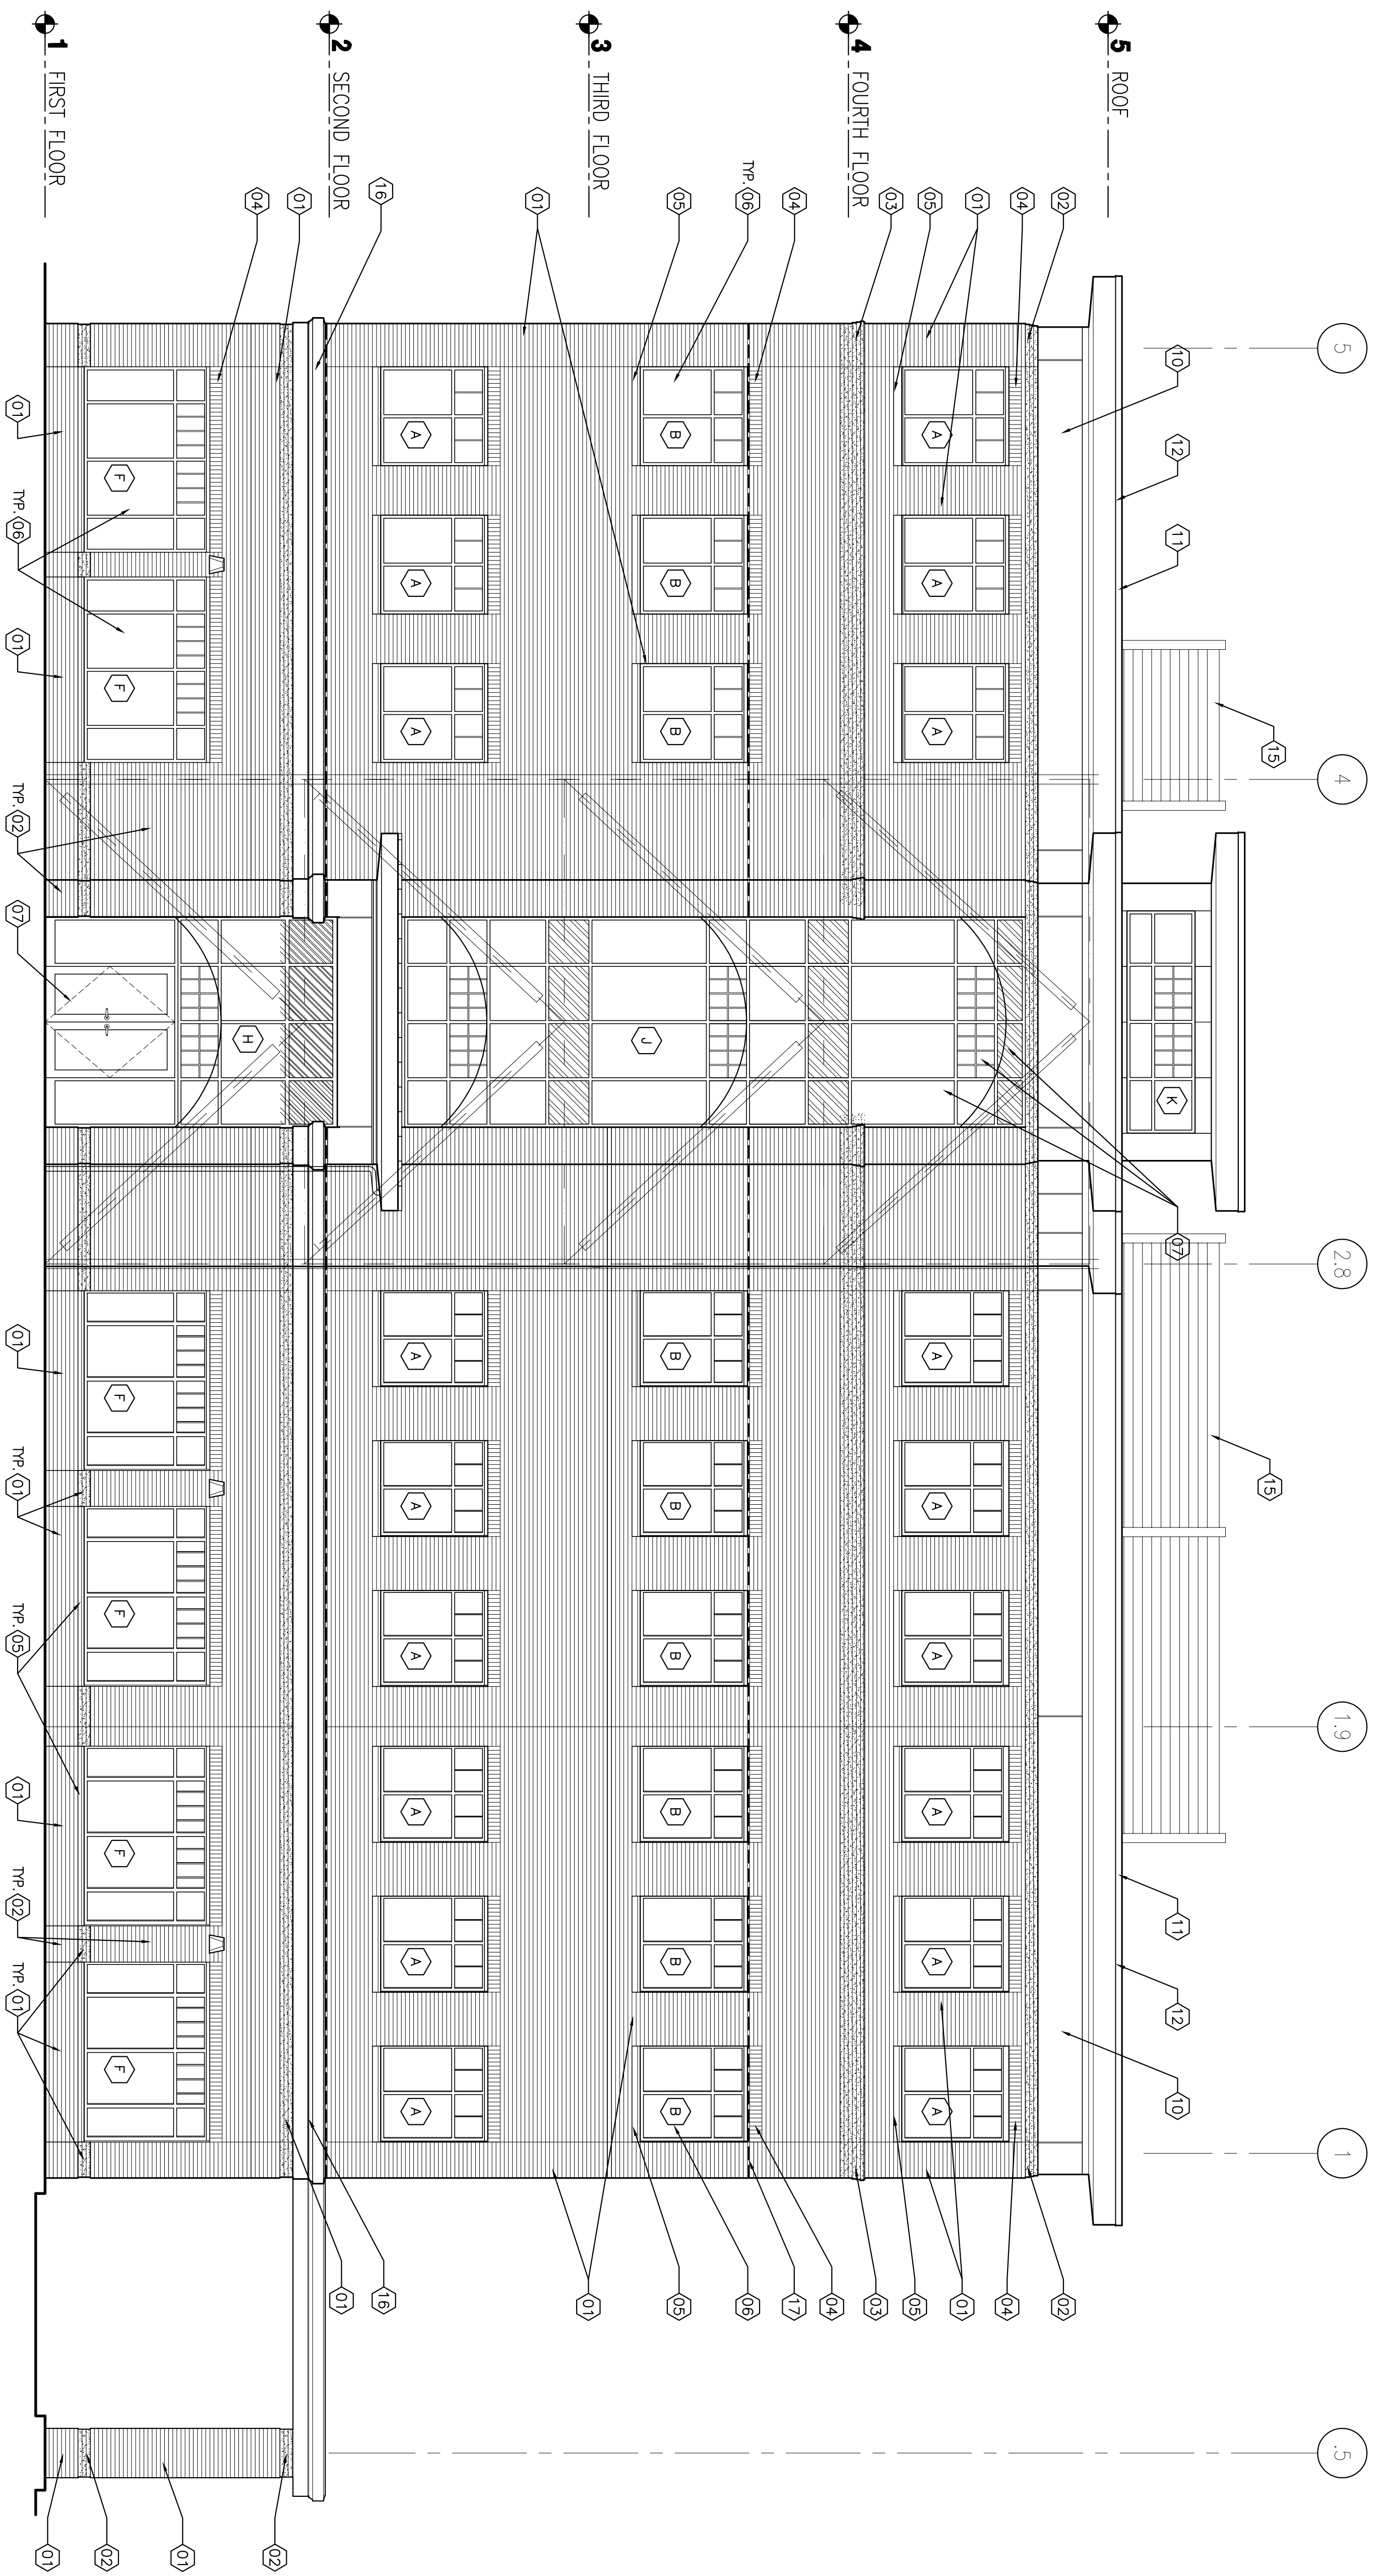 5 4 2.8 1.9 1 .5
15 15
10 12 11 K 07 11 12 10
5 ROOF
02 02
04 04
01 01
A A A A A A A A A
05 05
03 03
4 FOURTH FLOOR
04 04
17
TYP. 06 06
05 B B B B B B B B B 05
J
3 THIRD FLOOR 01
01
A A A A A A A A A
16 16
2 SECOND FLOOR 01
01 02
04 H
01
F F F F F F 02
1 FIRST FLOOR 01
01 TYP. 06 01 TYP. 02 07 01 TYP. 01 TYP. 05 01 TYP. 02 TYP. 01